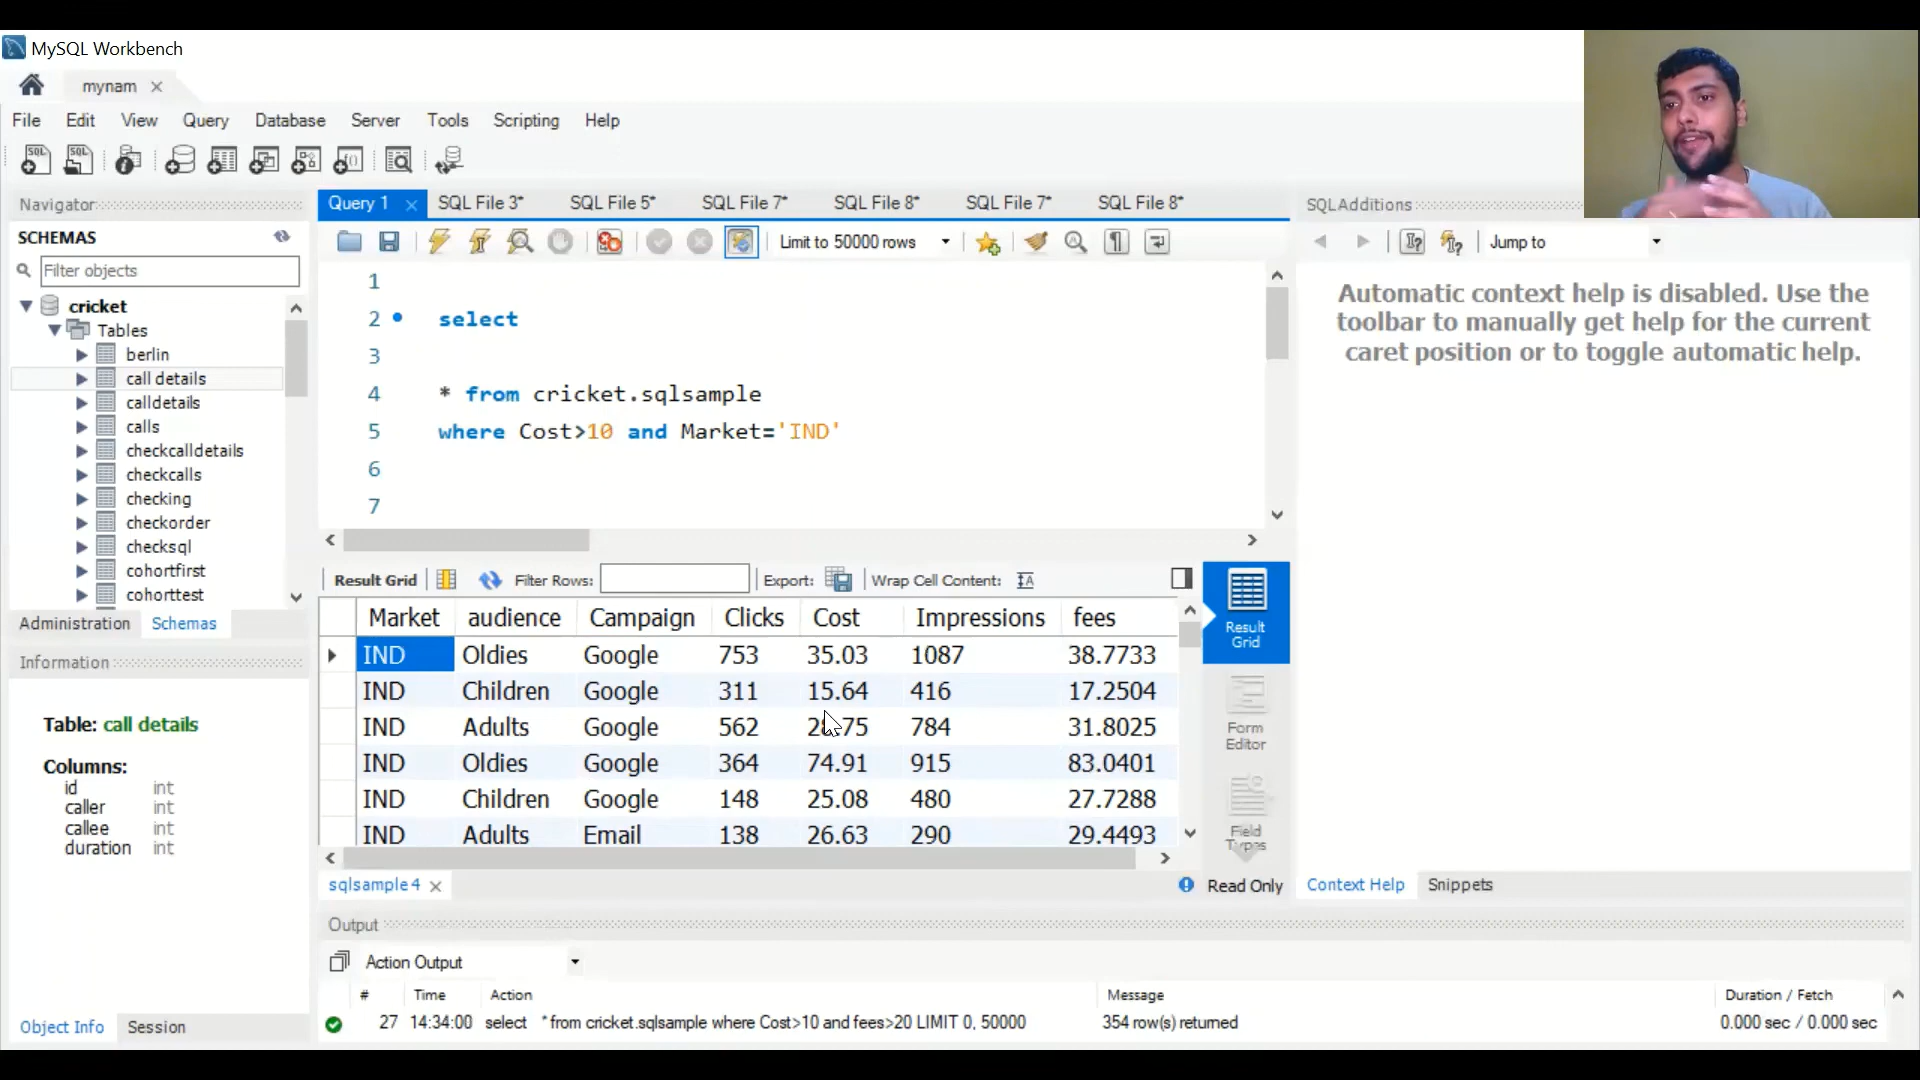 MySQL Workbench
mynam
File Edit View Query Database Server Tools Scripting Help
Navigator
SCHEMAS
Filter objects
cricket
Tables
berlin
call details
calldetails
calls
checkcalldetails
checkcalls
checking
checkorder
checksql
cohortfirst
cohorttest
Administration Schemas
Information
Table: call details
Columns:
id int
caller int
callee int
duration int
Object Info Session
Query 1 SQL File 3* SQL File 5* SQL File 7* SQL File 8* SQL File 7* SQL File 8*
Limit to 50000 rows
1
2 select
3
4 * from cricket.sqlsample
5 where Cost>10 and Market='IND'
6
7
Result Grid Filter Rows: Export: Wrap Cell Content:
Market audience Campaign Clicks Cost Impressions fees
IND Oldies Google 753 35.03 1087 38.7733
IND Children Google 311 15.64 416 17.2504
IND Adults Google 562 784 31.8025
IND Oldies Google 364 74.91 915 83.0401
IND Children Google 148 25.08 480 27.7288
IND Adults Email 138 26.63 290 29.4493
Result
Grid
Form
Editor
Field
Types
sqlsample 4 Read Only
SQLAdditions
Jump to
Automatic context help is disabled. Use the
toolbar to manually get help for the current
caret position or to toggle automatic help.
Context Help Snippets
Output
Action Output
# Time Action Message Duration / Fetch
27 14:34:00 select * from cricket.sqlsample where Cost>10 and fees>20 LIMIT 0, 50000 354 row(s) returned 0.000 sec / 0.000 sec